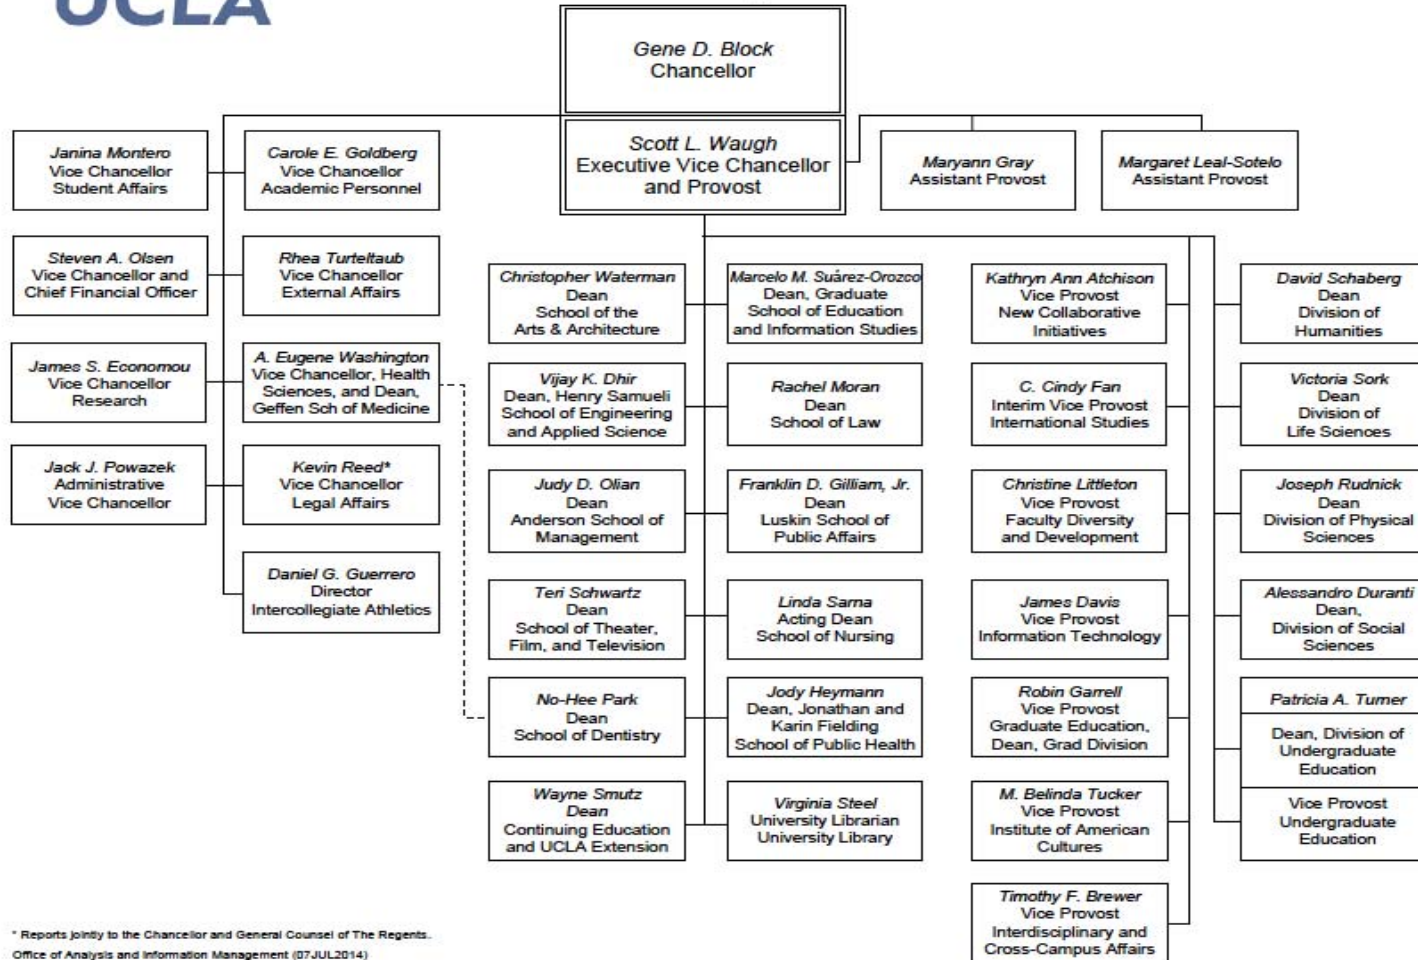 UCLA
Gene D. Block
Chancellor
Scott L. Waugh
Executive Vice Chancellor
and Provost
Maryann Gray
Assistant Provost
Margaret Leal-Sotelo
Assistant Provost
Janina Montero
Vice Chancellor
Student Affairs
Carole E. Goldberg
Vice Chancellor
Academic Personnel
Steven A. Olsen
Vice Chancellor and
Chief Financial Officer
Rhea Turteltaub
Vice Chancellor
External Affairs
James S. Economou
Vice Chancellor
Research
A. Eugene Washington
Vice Chancellor, Health
Sciences, and Dean,
Geffen Sch of Medicine
Jack J. Powazek
Administrative
Vice Chancellor
Kevin Reed*
Vice Chancellor
Legal Affairs
Daniel G. Guerrero
Director
Intercollegiate Athletics
Christopher Waterman
Dean
School of the
Arts & Architecture
Marcelo M. Suárez-Orozco
Dean, Graduate
School of Education
and Information Studies
Vijay K. Dhir
Dean, Henry Samueli
School of Engineering
and Applied Science
Rachel Moran
Dean
School of Law
Judy D. Olian
Dean
Anderson School of
Management
Franklin D. Gilliam, Jr.
Dean
Luskin School of
Public Affairs
Teri Schwartz
Dean
School of Theater,
Film, and Television
Linda Sarna
Acting Dean
School of Nursing
No-Hee Park
Dean
School of Dentistry
Jody Heymann
Dean, Jonathan and
Karin Fielding
School of Public Health
Wayne Smutz
Dean
Continuing Education
and UCLA Extension
Virginia Steel
University Librarian
University Library
Kathryn Ann Atchison
Vice Provost
New Collaborative
Initiatives
C. Cindy Fan
Interim Vice Provost
International Studies
Christine Littleton
Vice Provost
Faculty Diversity
and Development
James Davis
Vice Provost
Information Technology
Robin Garrell
Vice Provost
Graduate Education,
Dean, Grad Division
M. Belinda Tucker
Vice Provost
Institute of American
Cultures
Timothy F. Brewer
Vice Provost
Interdisciplinary and
Cross-Campus Affairs
David Schaberg
Dean
Division of
Humanities
Victoria Sork
Dean
Division of
Life Sciences
Joseph Rudnick
Dean
Division of Physical
Sciences
Alessandro Duranti
Dean,
Division of Social
Sciences
Patricia A. Turner
Dean, Division of
Undergraduate
Education
Vice Provost
Undergraduate
Education
* Reports jointly to the Chancellor and General Counsel of The Regents.
Office of Analysis and Information Management (07JUL2014)